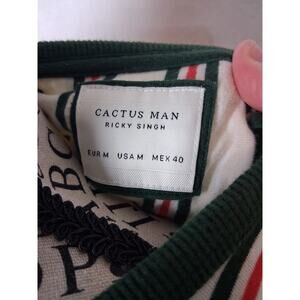 CACTUS MAN
RICKY SINGH
EUR M USA M MEX 40